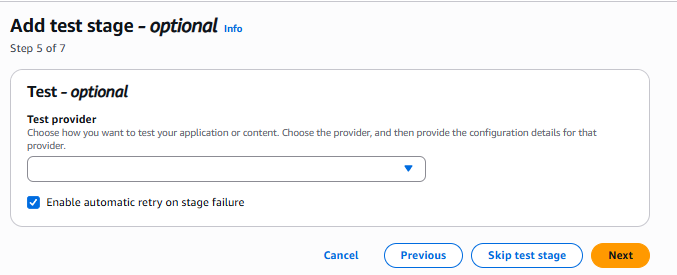 Add test stage - optional Info
Step 5 of 7
Test - optional
Test provider
Choose how you want to test your application or content. Choose the provider, and then provide the configuration details for that
provider.
Enable automatic retry on stage failure
Cancel Previous Skip test stage Next